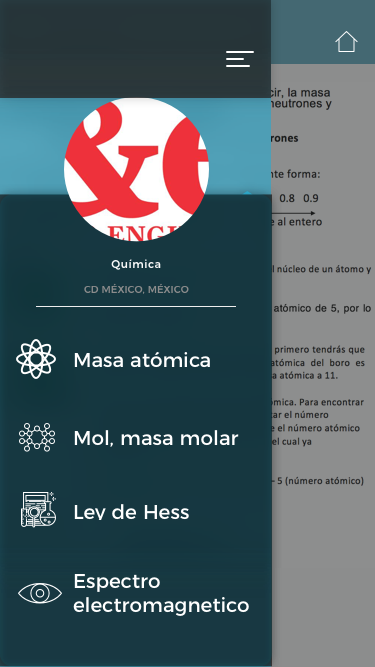 &e
ENGI
Química
CD MÉXICO, MÉXICO
Masa atómica
Mol, masa molar
Ley de Hess
Espectro
electromagnetico
cir, la masa
neutrones y
rones
nte forma:
0.8 0.9
e al entero
l núcleo de un átomo y
atómico de 5, por lo
primero tendrás que
atómica del boro es
a atómica a 11.
ómica. Para encontrar
tar el número
e el número atómico
el cual ya
– 5 (número atómico)